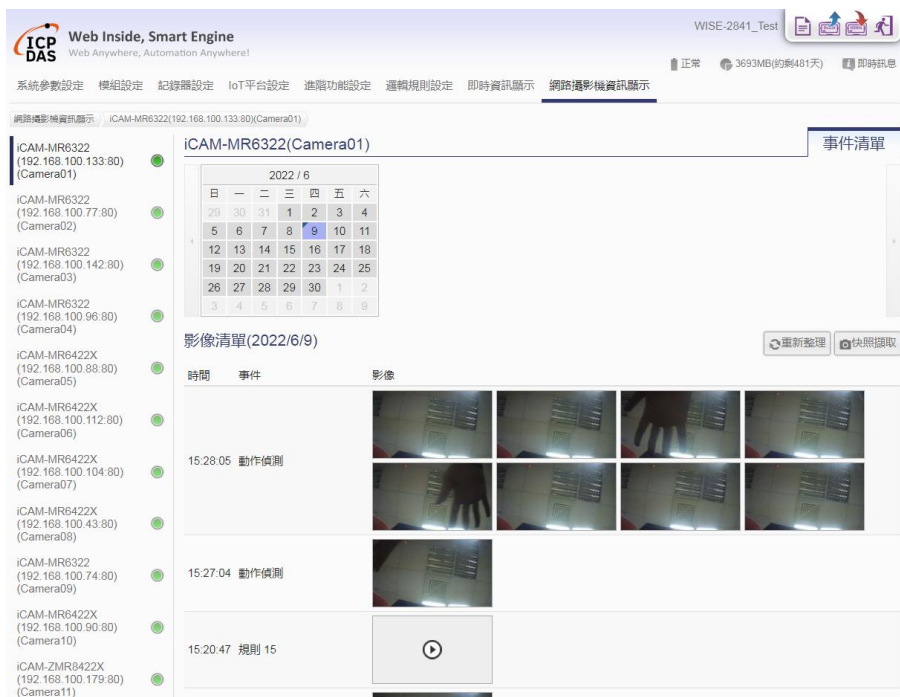 ICP
DAS
Web Inside, Smart Engine
Web Anywhere, Automation Anywhere!
WISE-2841_Test
正常
3693MB(約剩481天)
即時訊息
系統參數設定 模組設定 記錄器設定 IoT平台設定 進階功能設定 邏輯規則設定 即時資訊顯示 網路攝影機資訊顯示
網路攝影機資訊顯示 iCAM-MR6322(192.168.100.133:80)(Camera01)
iCAM-MR6322
(192.168.100.133:80)
(Camera01)
iCAM-MR6322
(192.168.100.77:80)
(Camera02)
iCAM-MR6322
(192.168.100.142:80)
(Camera03)
iCAM-MR6322
(192.168.100.96:80)
(Camera04)
iCAM-MR6422X
(192.168.100.88:80)
(Camera05)
iCAM-MR6422X
(192.168.100.112:80)
(Camera06)
iCAM-MR6422X
(192.168.100.104:80)
(Camera07)
iCAM-MR6422X
(192.168.100.43:80)
(Camera08)
iCAM-MR6322
(192.168.100.74:80)
(Camera09)
iCAM-MR6422X
(192.168.100.90:80)
(Camera10)
iCAM-ZMR8422X
(192.168.100.179:80)
(Camera11)
iCAM-MR6322(Camera01)
事件清單
2022 / 6
日 一 二 三 四 五 六
29 30 31 1 2 3 4
5 6 7 8 9 10 11
12 13 14 15 16 17 18
19 20 21 22 23 24 25
26 27 28 29 30 1 2
3 4 5 6 7 8 9
影像清單(2022/6/9)
重新整理 快照擷取
時間 事件 影像
15:28:05 動作偵測
15:27:04 動作偵測
15:20:47 規則 15